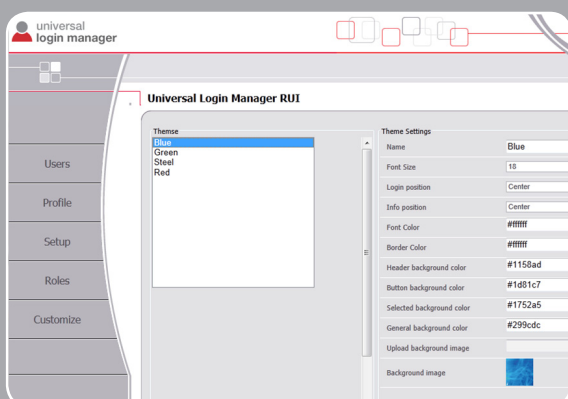 universal
login manager
Universal Login Manager RUI
Users
Profile
Setup
Roles
Customize
Themse
Blue
Green
Steel
Red
Theme Settings
Name Blue
Font Size 18
Login position Center
Info position Center
Font Color #ffffff
Border Color #ffffff
Header background color #1158ad
Button background color #1d81c7
Selected background color #1752a5
General background color #299cdc
Upload background image
Background image